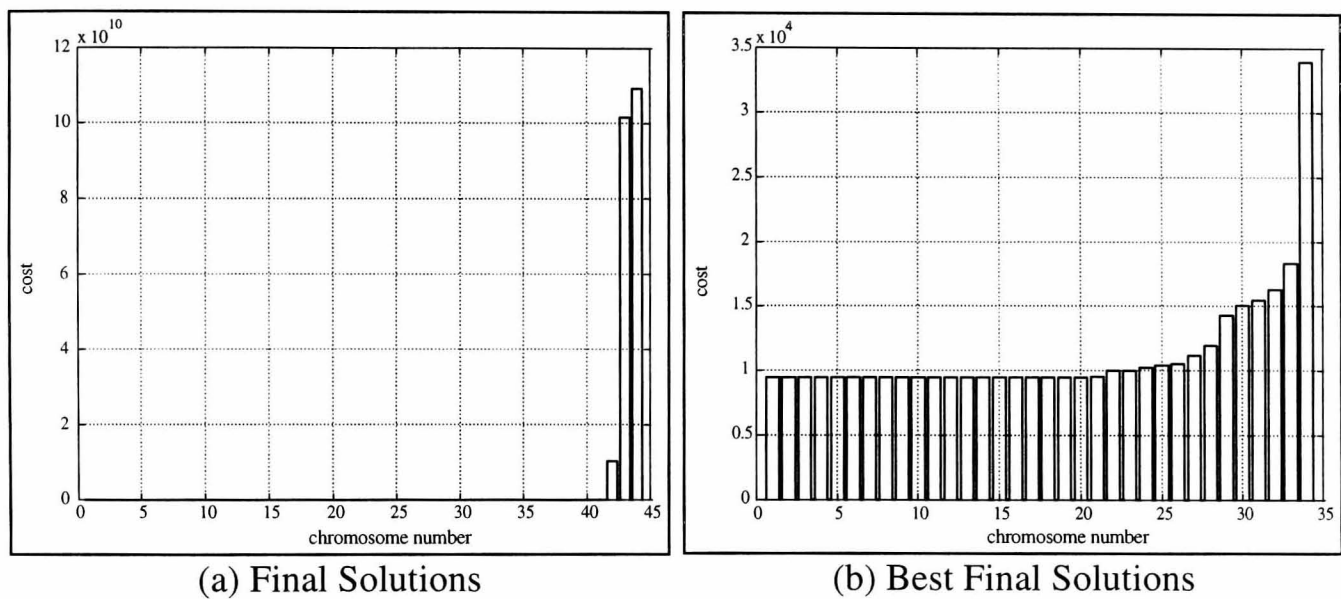 x 10^10
12
10
8
6
4
2
0
cost
0 5 10 15 20 25 30 35 40 45
chromosome number
(a) Final Solutions
x 10^4
3.5
3
2.5
2
1.5
1
0.5
0
cost
0 5 10 15 20 25 30 35
chromosome number
(b) Best Final Solutions